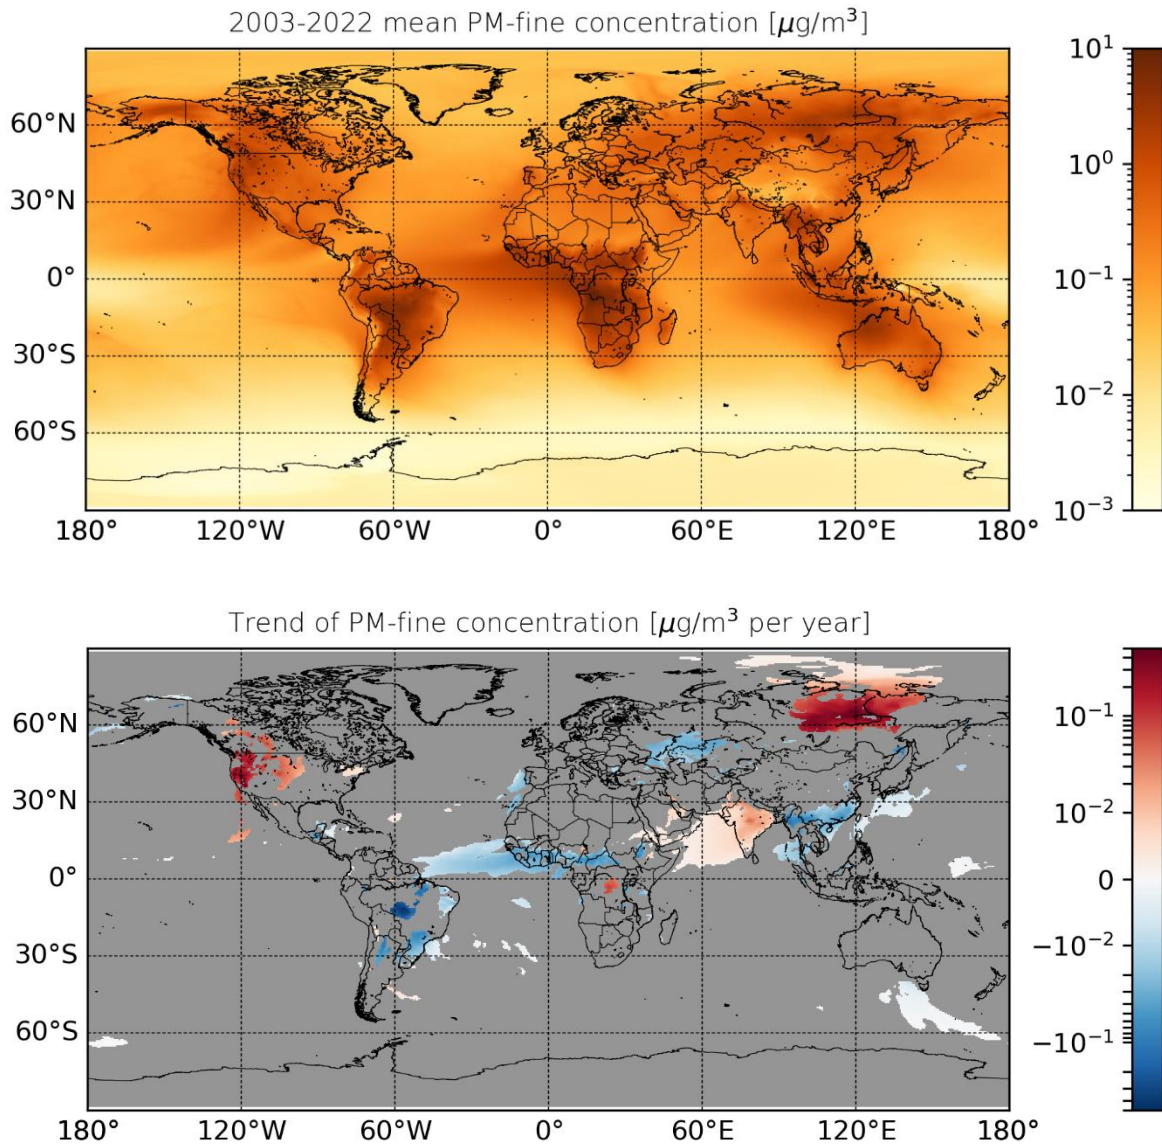 2003-2022 mean PM-fine concentration [μg/m³]
60°N
30°N
0°
30°S
60°S
180° 120°W 60°W 0° 60°E 120°E 180°
10¹
10⁰
10⁻¹
10⁻²
10⁻³
Trend of PM-fine concentration [μg/m³ per year]
60°N
30°N
0°
30°S
60°S
180° 120°W 60°W 0° 60°E 120°E 180°
10⁻¹
10⁻²
0
−10⁻²
−10⁻¹